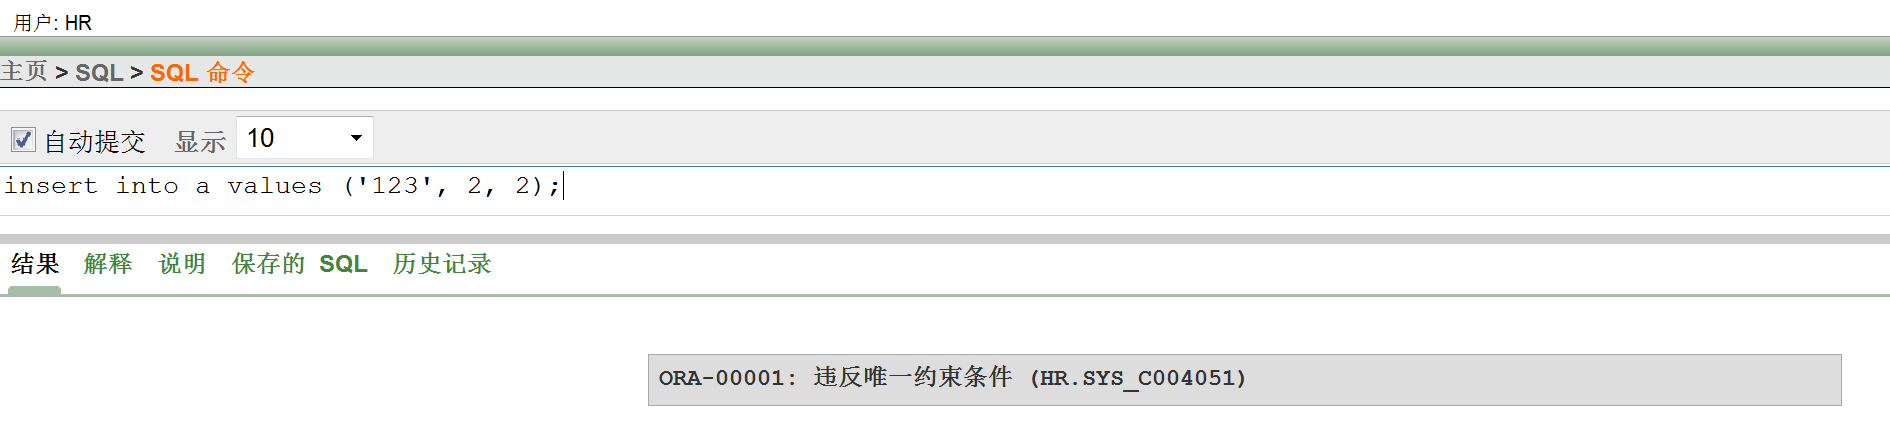 用户: HR
主页 > SQL > SQL 命令
自动提交 显示 10
insert into a values ('123', 2, 2);
结果 解释 说明 保存的 SQL 历史记录
ORA-00001: 违反唯一约束条件 (HR.SYS_C004051)